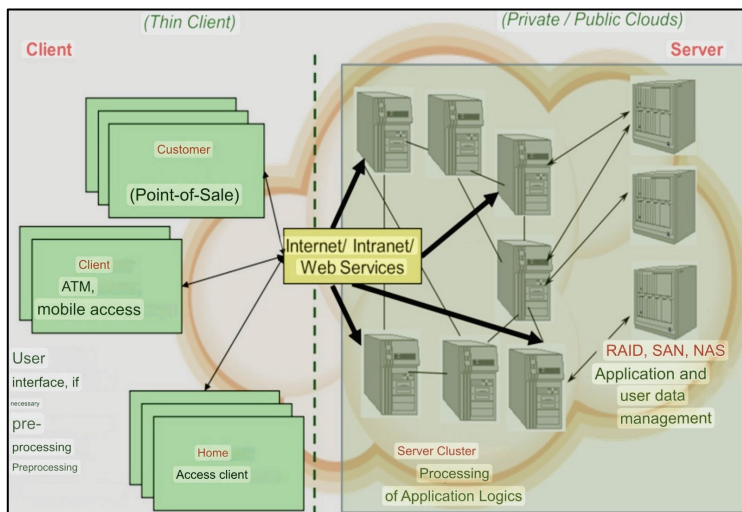 (Thin Client)
(Private / Public Clouds)
Client
Server
Customer
(Point-of-Sale)
Client
ATM,
mobile access
Internet/ Intranet/
Web Services
User
interface, if
necessary
pre-
processing
Preprocessing
Home
Access client
Server Cluster
Processing
of Application Logics
RAID, SAN, NAS
Application and
user data
management